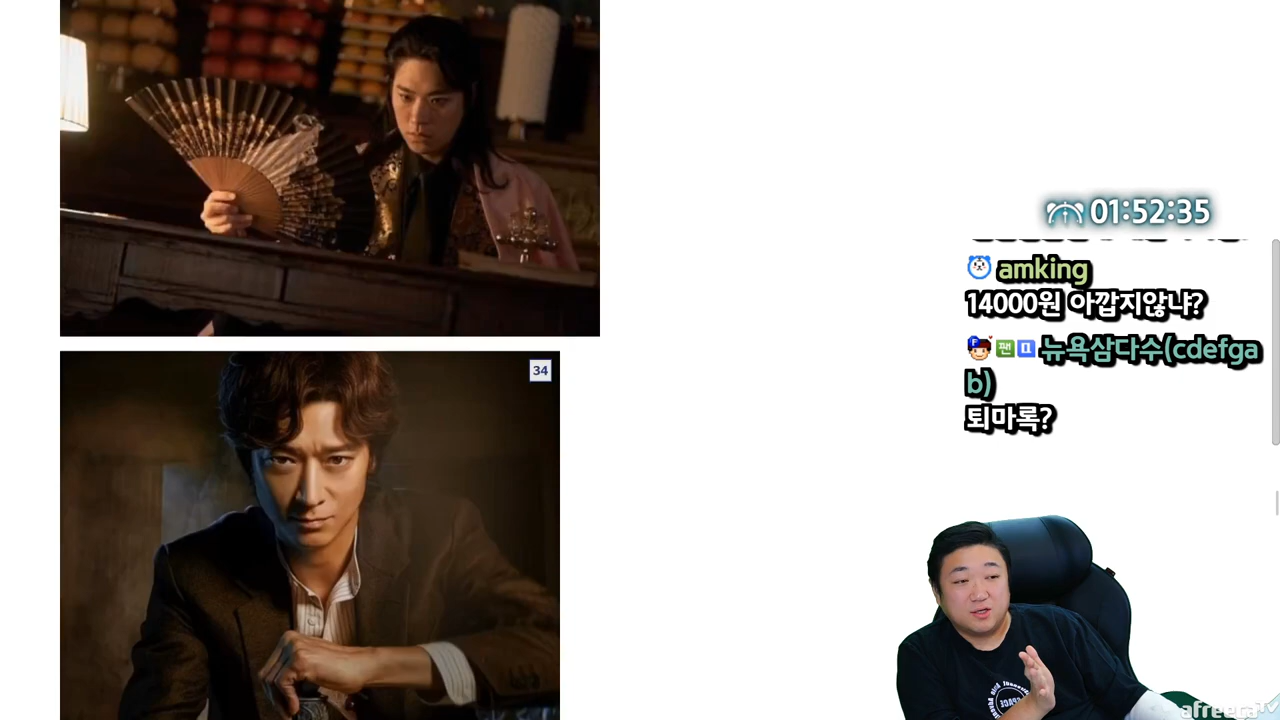 01:52:35
amking
14000원 아깝지않냐?
팬 뉴욕삼다수(cdefga
b)
퇴마록?
34
afreecaTV